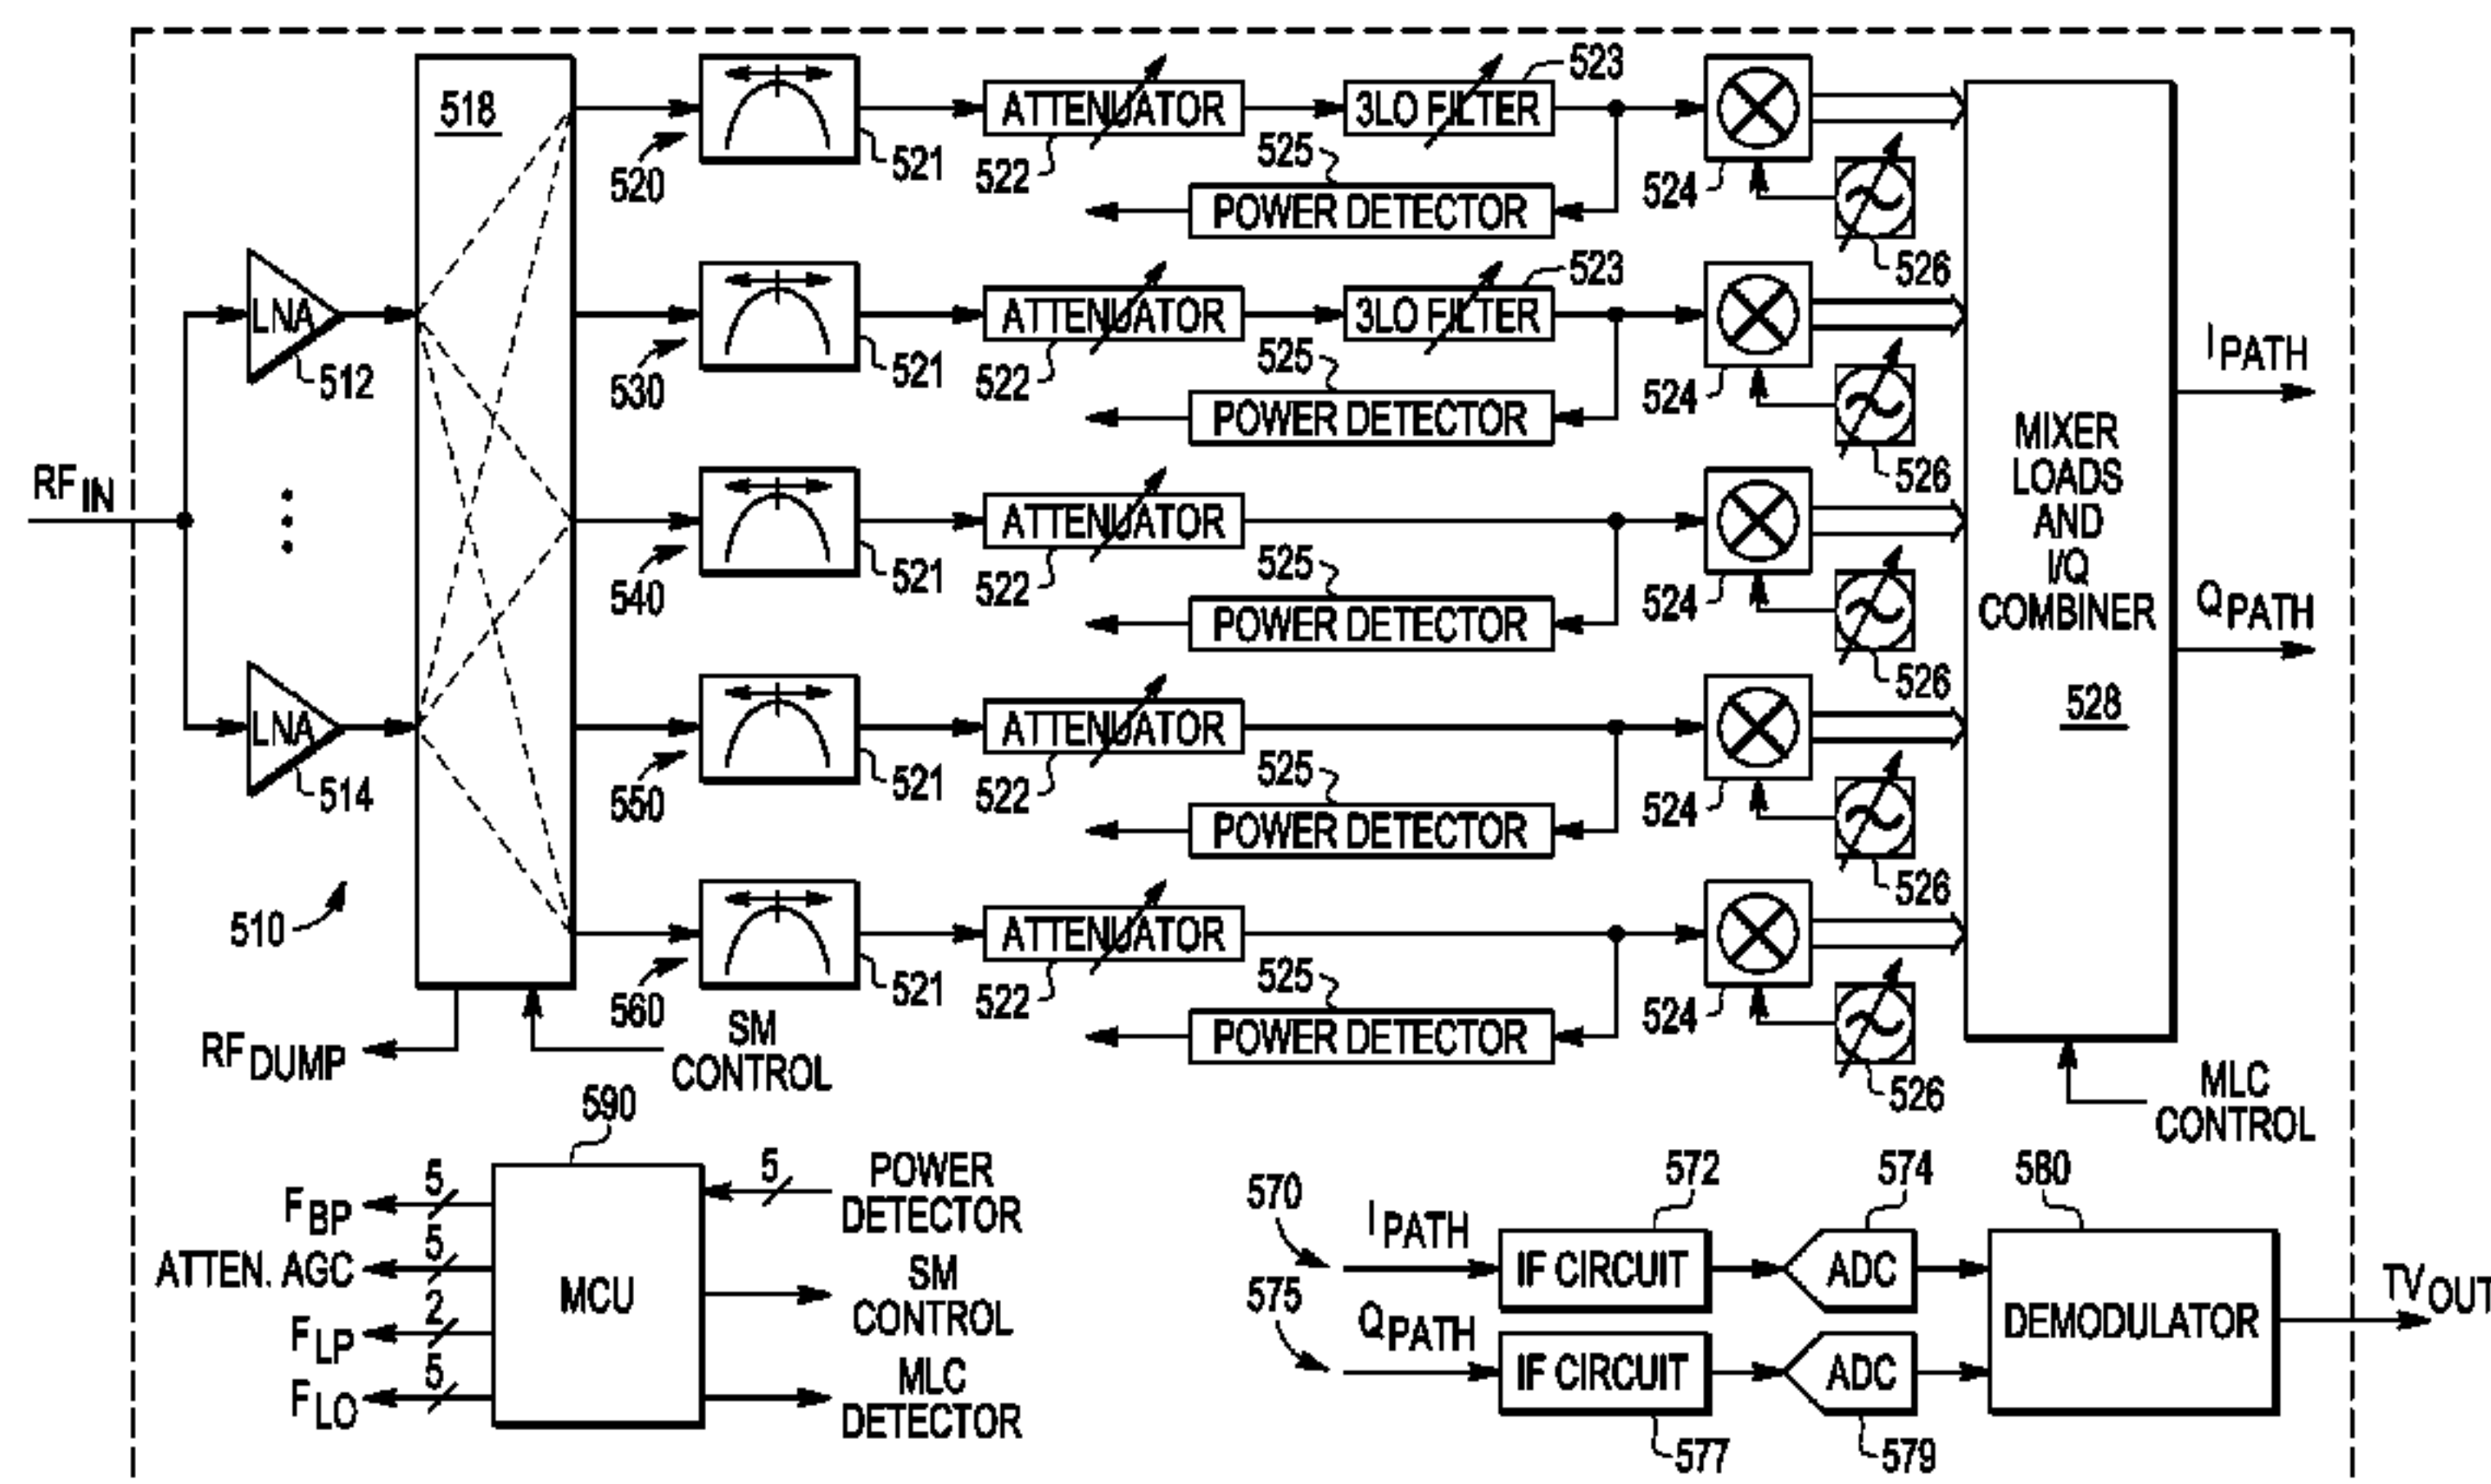 518
520
521
ATTENUATOR
522
3LO FILTER
523
525
POWER DETECTOR
524
526
LNA
512
530
521
ATTENUATOR
522
3LO FILTER
523
525
POWER DETECTOR
524
526
RF IN
540
521
ATTENUATOR
522
525
POWER DETECTOR
524
526
MIXER
LOADS
AND
I/Q
COMBINER
528
I PATH
Q PATH
LNA
514
550
521
ATTENUATOR
522
525
POWER DETECTOR
524
526
510
560
521
ATTENUATOR
522
525
POWER DETECTOR
524
526
RF DUMP
SM
CONTROL
MLC
CONTROL
590
MCU
5
F BP
5
ATTEN. AGC
2
F LP
5
F LO
5
POWER
DETECTOR
SM
CONTROL
MLC
DETECTOR
570
I PATH
572
IF CIRCUIT
574
ADC
580
DEMODULATOR
TV OUT
575
Q PATH
IF CIRCUIT
577
ADC
579